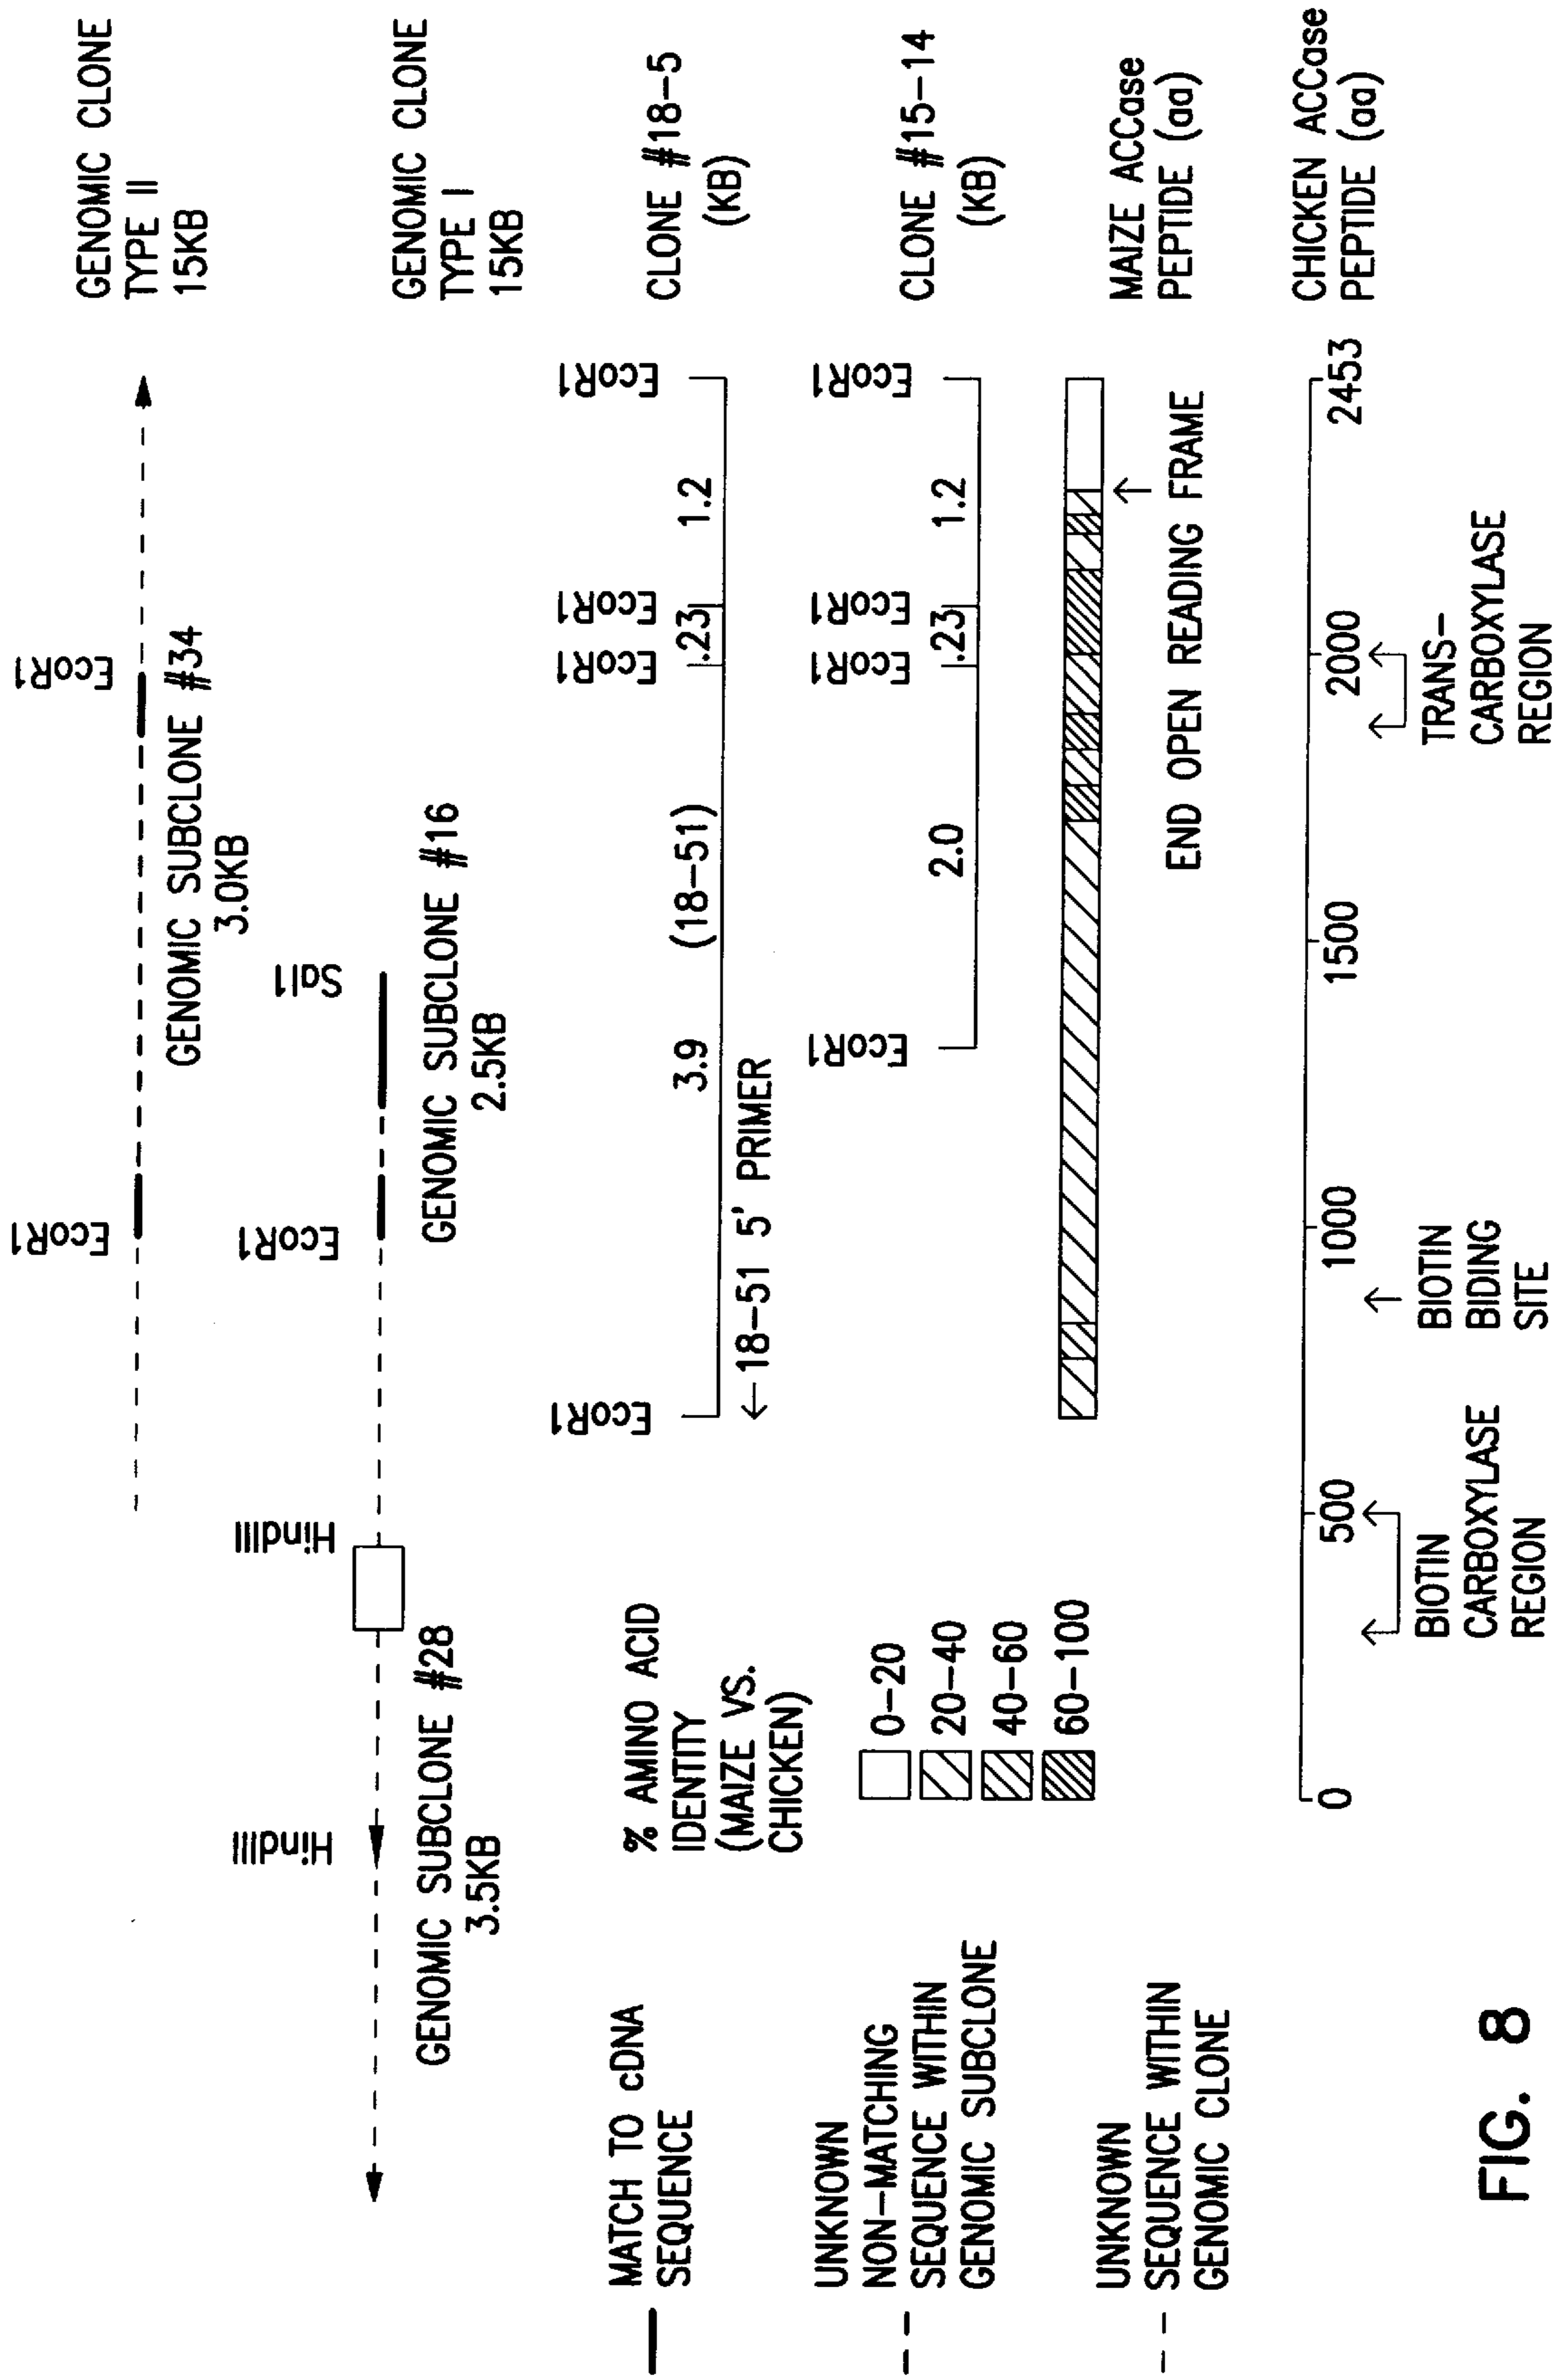 EcoR1
EcoR1
GENOMIC CLONE
TYPE II
15KB
GENOMIC SUBCLONE #34
3.0KB
HindIII
HindIII
EcoR1
Sal1
GENOMIC CLONE
TYPE I
15KB
GENOMIC SUBCLONE #28
3.5KB
GENOMIC SUBCLONE #16
2.5KB
MATCH TO cDNA
SEQUENCE
UNKNOWN
NON-MATCHING
SEQUENCE WITHIN
GENOMIC SUBCLONE
UNKNOWN
SEQUENCE WITHIN
GENOMIC CLONE
% AMINO ACID
IDENTITY
(MAIZE VS.
CHICKEN)
0-20
20-40
40-60
60-100
EcoR1
EcoR1
EcoR1
EcoR1
3.9
(18-51)
.23
1.2
CLONE #18-5
(KB)
←18-51 5' PRIMER
EcoR1
EcoR1
EcoR1
EcoR1
2.0
.23
1.2
CLONE #15-14
(KB)
MAIZE ACCase
PEPTIDE (aa)
END OPEN READING FRAME
CHICKEN ACCase
PEPTIDE (aa)
0
500
1000
1500
2000
2453
BIOTIN
CARBOXYLASE
REGION
BIOTIN
BIDING
SITE
TRANS-
CARBOXYLASE
REGION
FIG. 8